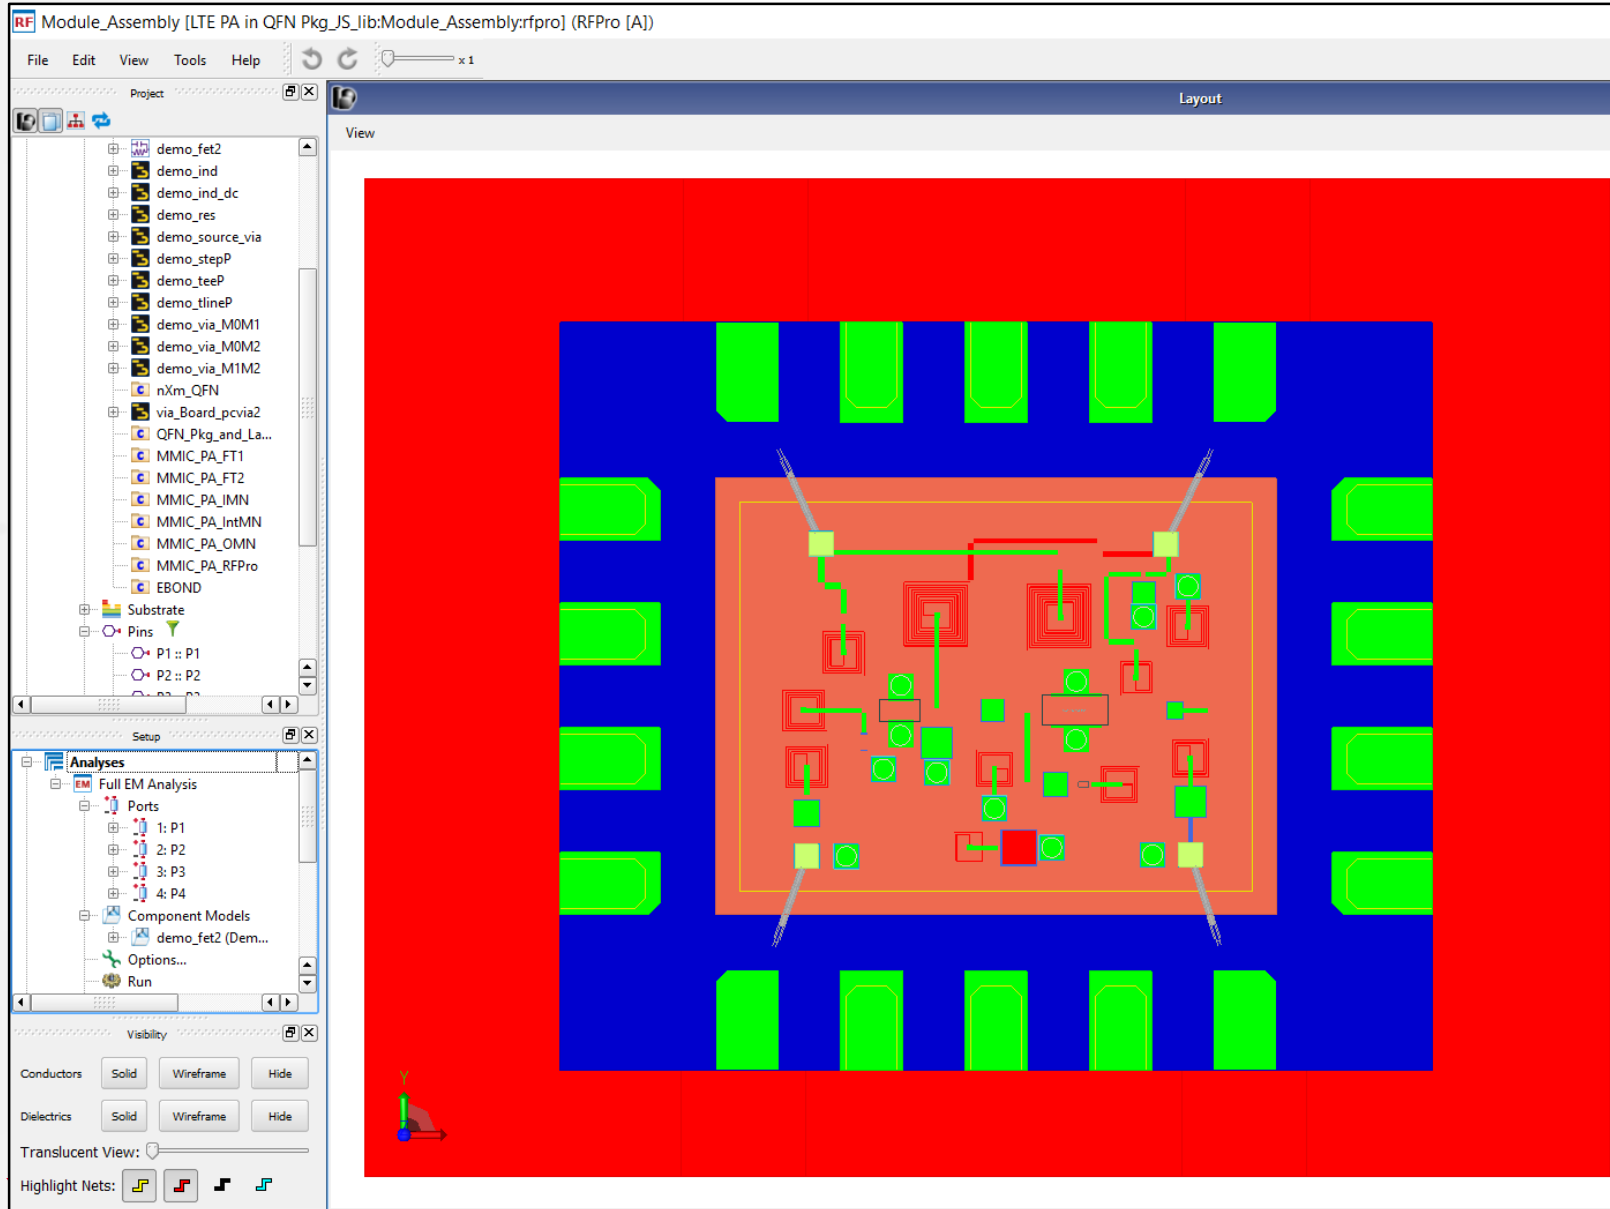 RF Module_Assembly [LTE PA in QFN Pkg_JS_lib:Module_Assembly:rfpro] (RFPro [A])
File Edit View Tools Help x 1
Project
demo_fet2
demo_ind
demo_ind_dc
demo_res
demo_source_via
demo_stepP
demo_teeP
demo_tlineP
demo_via_M0M1
demo_via_M0M2
demo_via_M1M2
C nXm_QFN
via_Board_pcvia2
C QFN_Pkg_and_La...
C MMIC_PA_FT1
C MMIC_PA_FT2
C MMIC_PA_IMN
C MMIC_PA_IntMN
C MMIC_PA_OMN
C MMIC_PA_RFPro
C EBOND
Substrate
Pins
P1 :: P1
P2 :: P2
Setup
Analyses
EM Full EM Analysis
Ports
1: P1
2: P2
3: P3
4: P4
Component Models
demo_fet2 (Dem...
Options...
Run
Visibility
Conductors Solid Wireframe Hide
Dielectrics Solid Wireframe Hide
Translucent View:
Highlight Nets:
Layout
View
Y